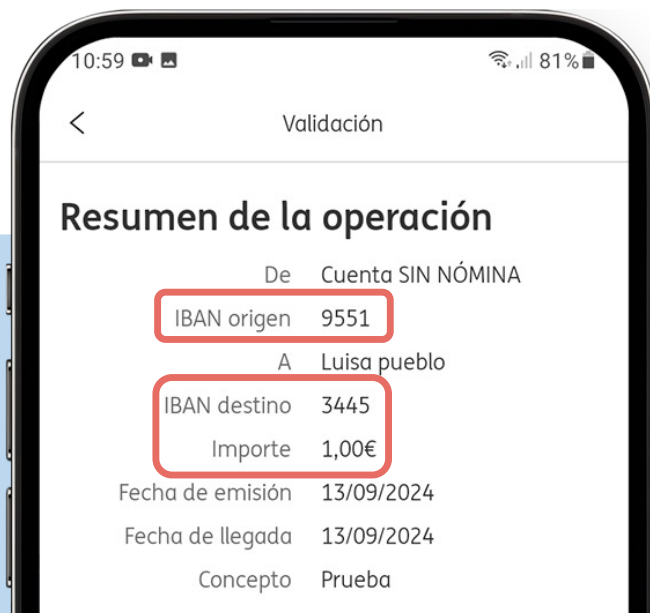 10:59 81%
Validación
Resumen de la operación
De Cuenta SIN NÓMINA
IBAN origen 9551
A Luisa pueblo
IBAN destino 3445
Importe 1,00€
Fecha de emisión 13/09/2024
Fecha de llegada 13/09/2024
Concepto Prueba